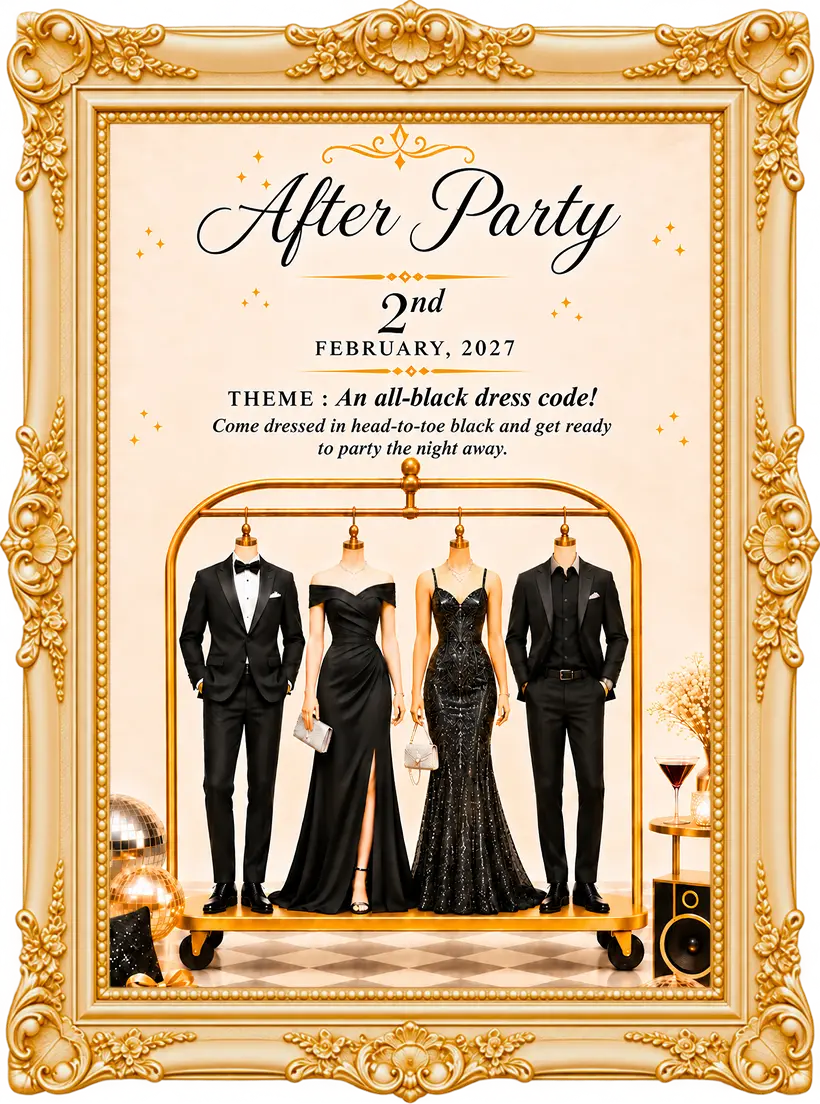 After Party
2nd
FEBRUARY, 2027
THEME : An all-black dress code!
Come dressed in head-to-toe black and get ready
to party the night away.